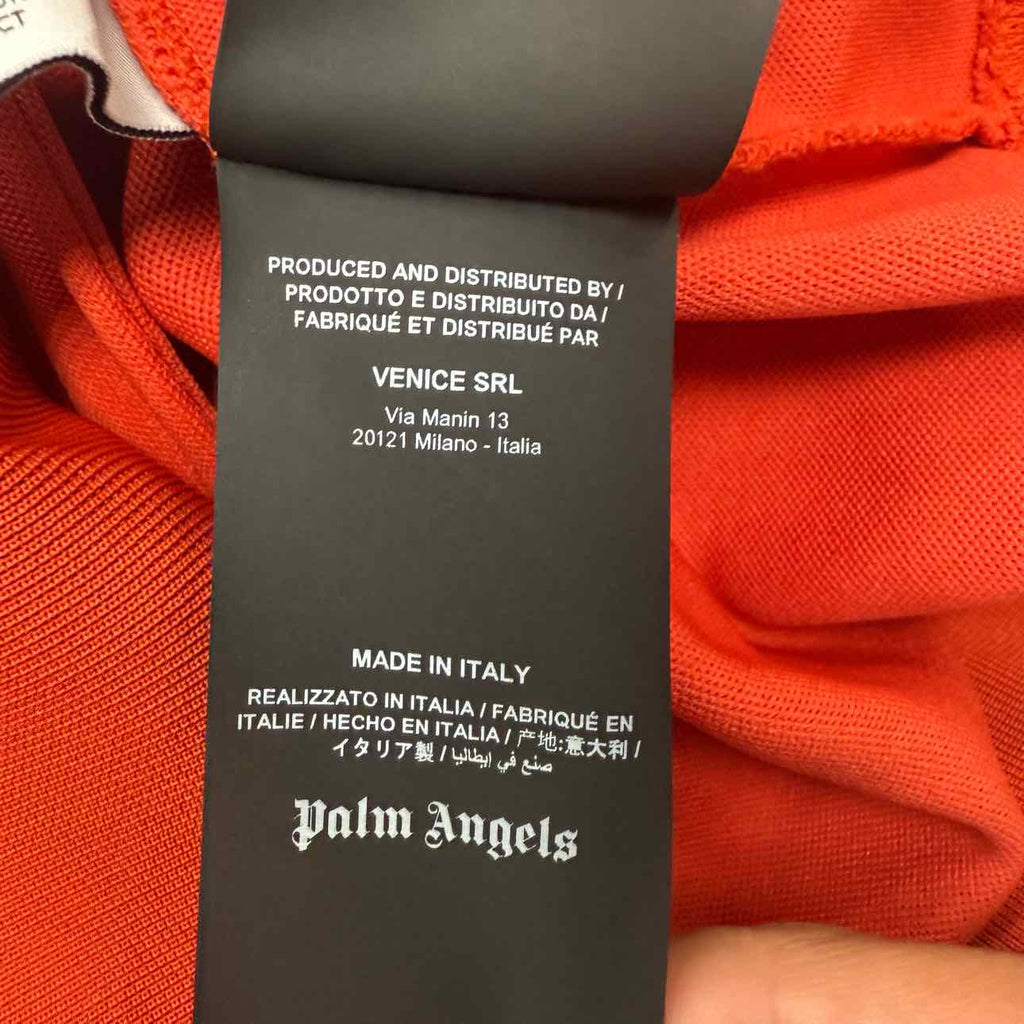 GT
PRODUCED AND DISTRIBUTED BY /
PRODOTTO E DISTRIBUITO DA /
FABRIQUÉ ET DISTRIBUÉ PAR
VENICE SRL
Via Manin 13
20121 Milano - Italia
MADE IN ITALY
REALIZZATO IN ITALIA / FABRIQUÉ EN
ITALIE / HECHO EN ITALIA / 产地:意大利 /
イタリア製 / صنع في إيطاليا
Palm Angels